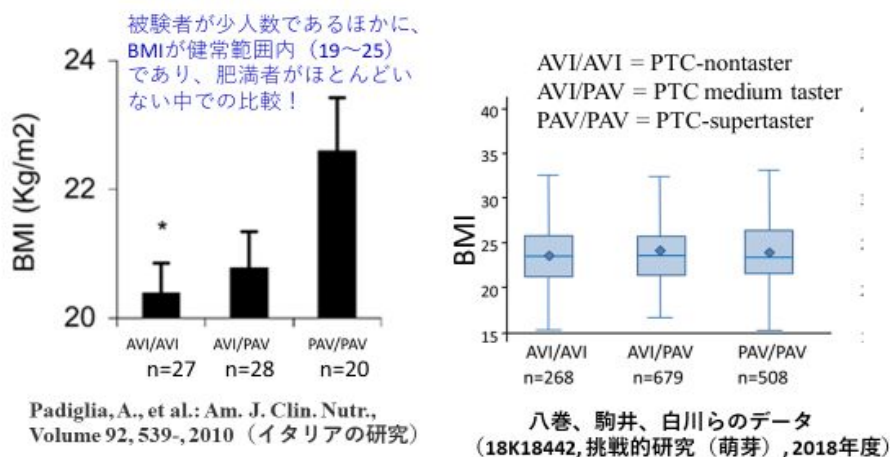 被験者が少人数であるほかに、
BMIが健常範囲内（19～25）
であり、肥満者がほとんどい
ない中での比較！
BMI (Kg/m2)
24
22
20
*
AVI/AVI AVI/PAV PAV/PAV
n=27 n=28 n=20
Padiglia, A., et al.: Am. J. Clin. Nutr.,
Volume 92, 539-, 2010（イタリアの研究）
AVI/AVI = PTC-nontaster
AVI/PAV = PTC medium taster
PAV/PAV = PTC-supertaster
BMI
40
35
30
25
20
15
AVI/AVI AVI/PAV PAV/PAV
n=268 n=679 n=508
八巻、駒井、白川らのデータ
（18K18442, 挑戦的研究（萌芽）, 2018年度）